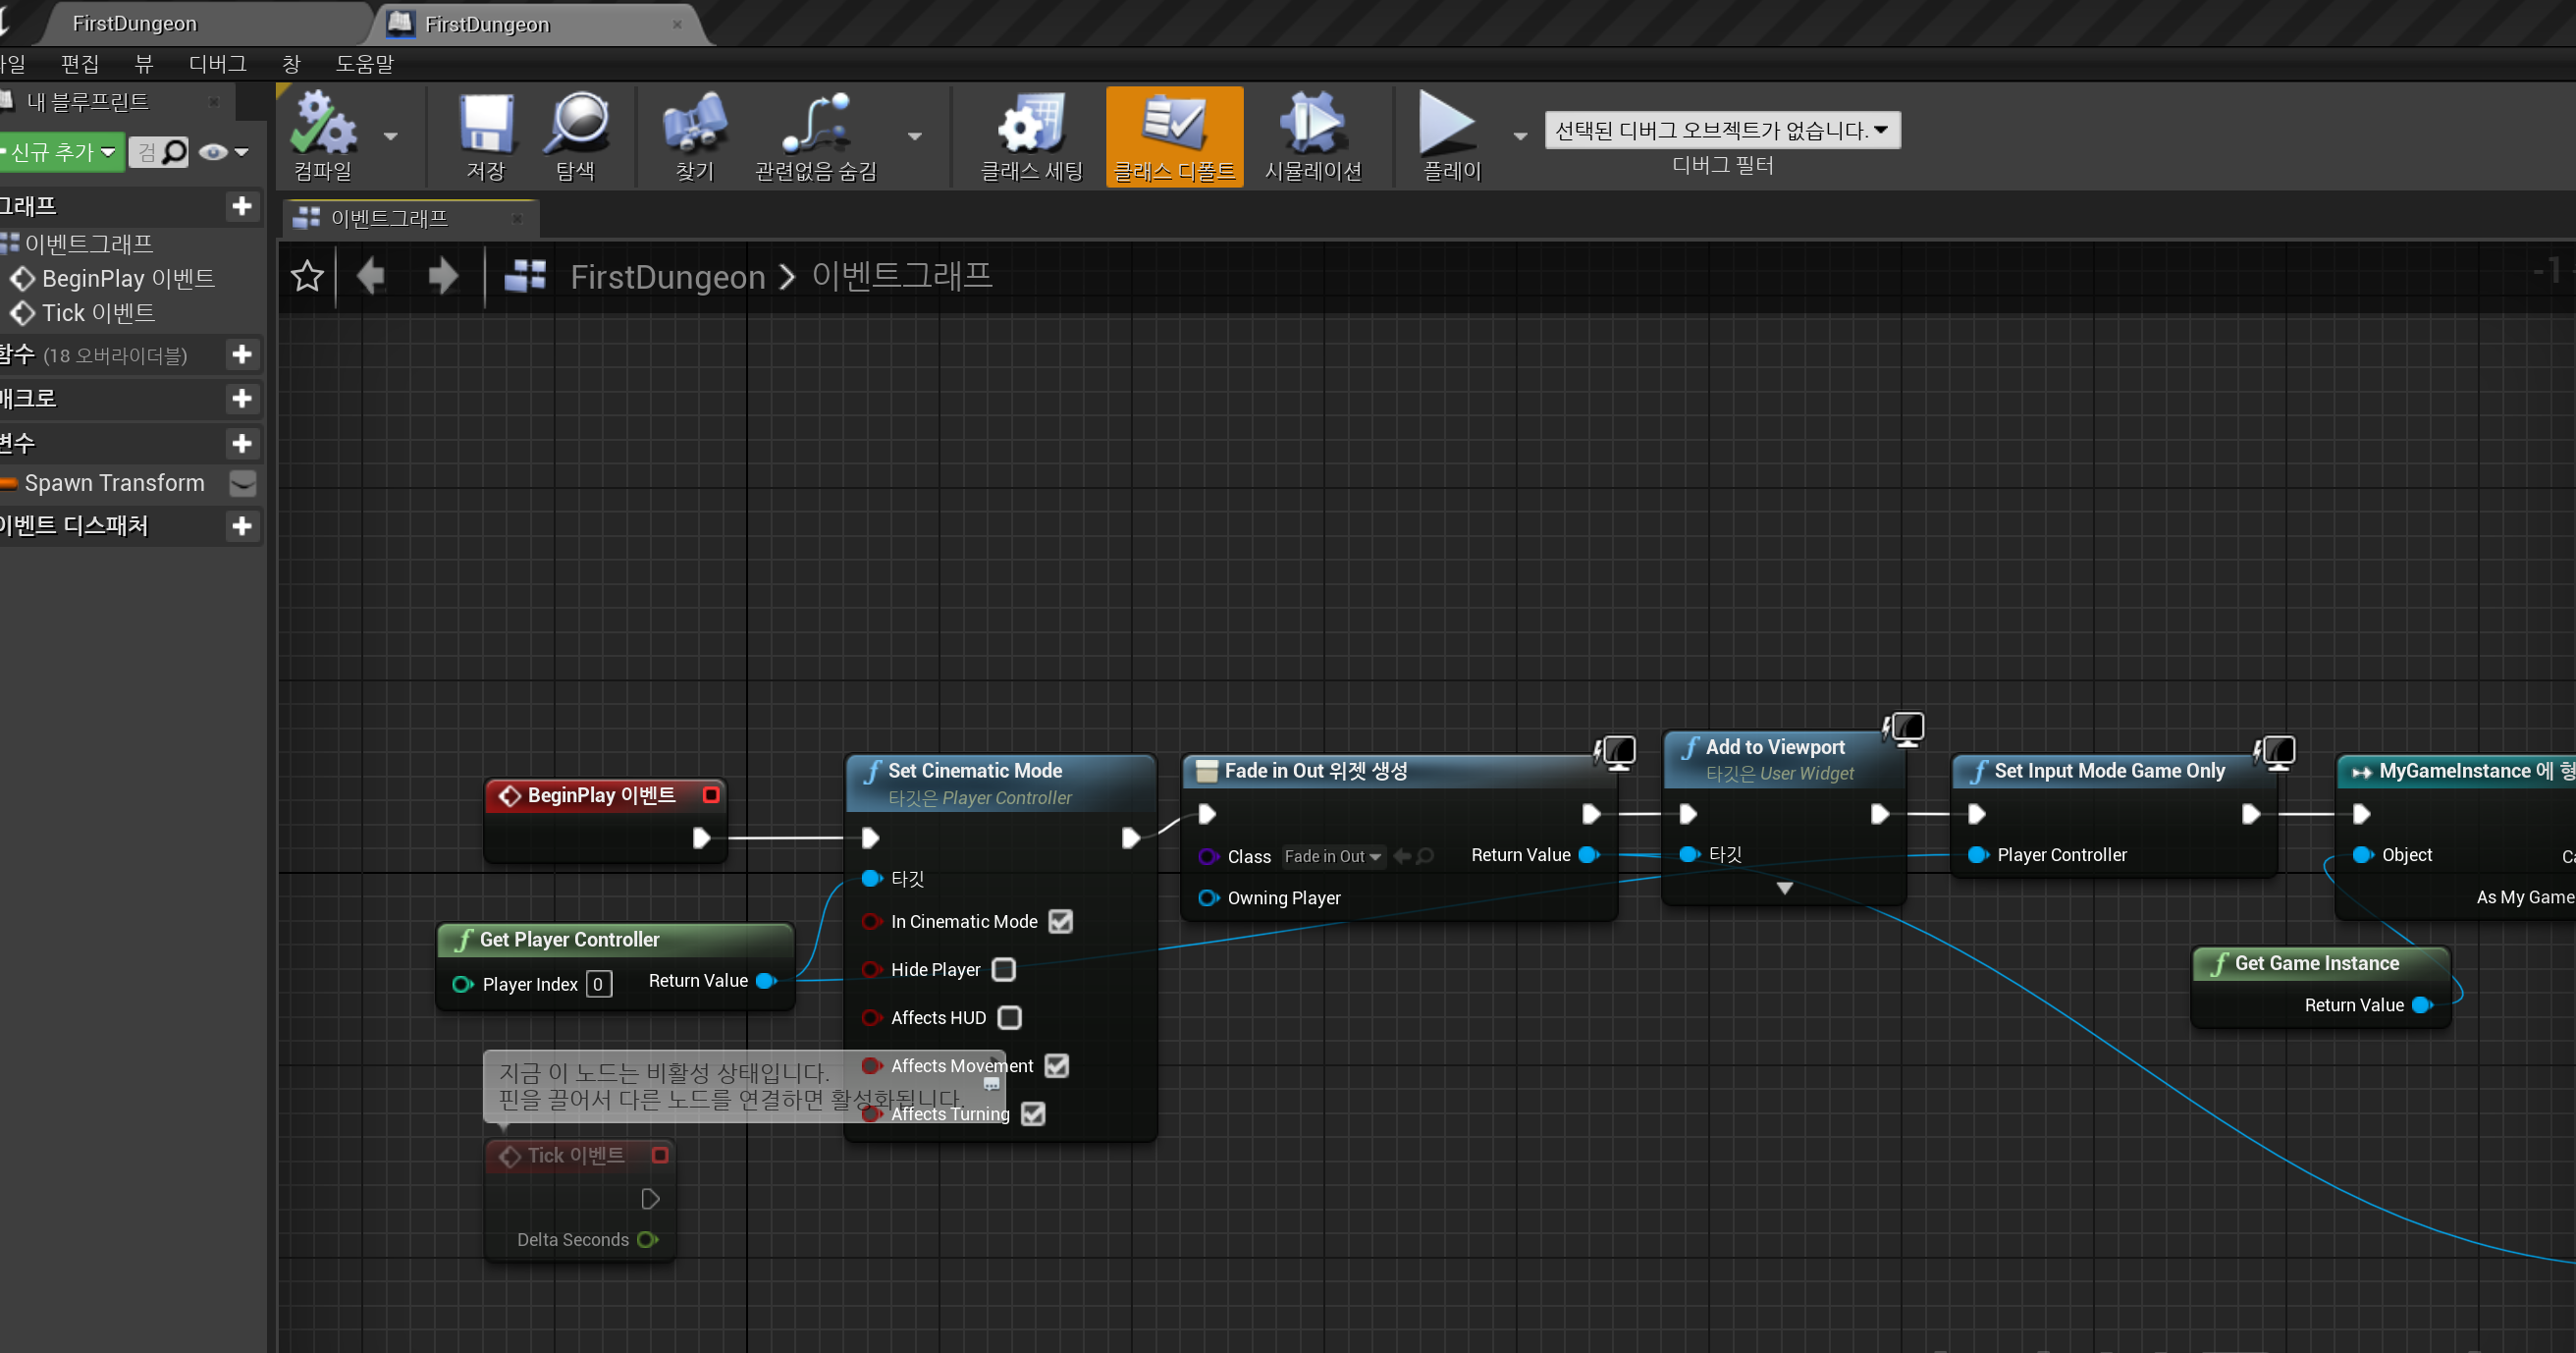 FirstDungeon
FirstDungeon
편집 뷰 디버그 창 도움말
내 블루프린트
신규 추가
검
컴파일
저장
탐색
찾기
관련없음 숨김
클래스 세팅
클래스 디폴트
시뮬레이션
플레이
선택된 디버그 오브젝트가 없습니다.
디버그 필터
그래프
이벤트그래프
BeginPlay 이벤트
Tick 이벤트
함수 (18 오버라이더블)
매크로
변수
Spawn Transform
이벤트 디스패처
이벤트그래프
FirstDungeon > 이벤트그래프
-1
BeginPlay 이벤트
Get Player Controller
Player Index 0
Return Value
지금 이 노드는 비활성 상태입니다.
핀을 끌어서 다른 노드를 연결하면 활성화됩니다.
Tick 이벤트
Delta Seconds
Set Cinematic Mode
타깃은 Player Controller
타깃
In Cinematic Mode
Hide Player
Affects HUD
Affects Movement
Affects Turning
Fade in Out 위젯 생성
Class Fade in Out
Return Value
Owning Player
Add to Viewport
타깃은 User Widget
타깃
Set Input Mode Game Only
Player Controller
MyGameInstance 에 형
Object
Ca
As My Game
Get Game Instance
Return Value